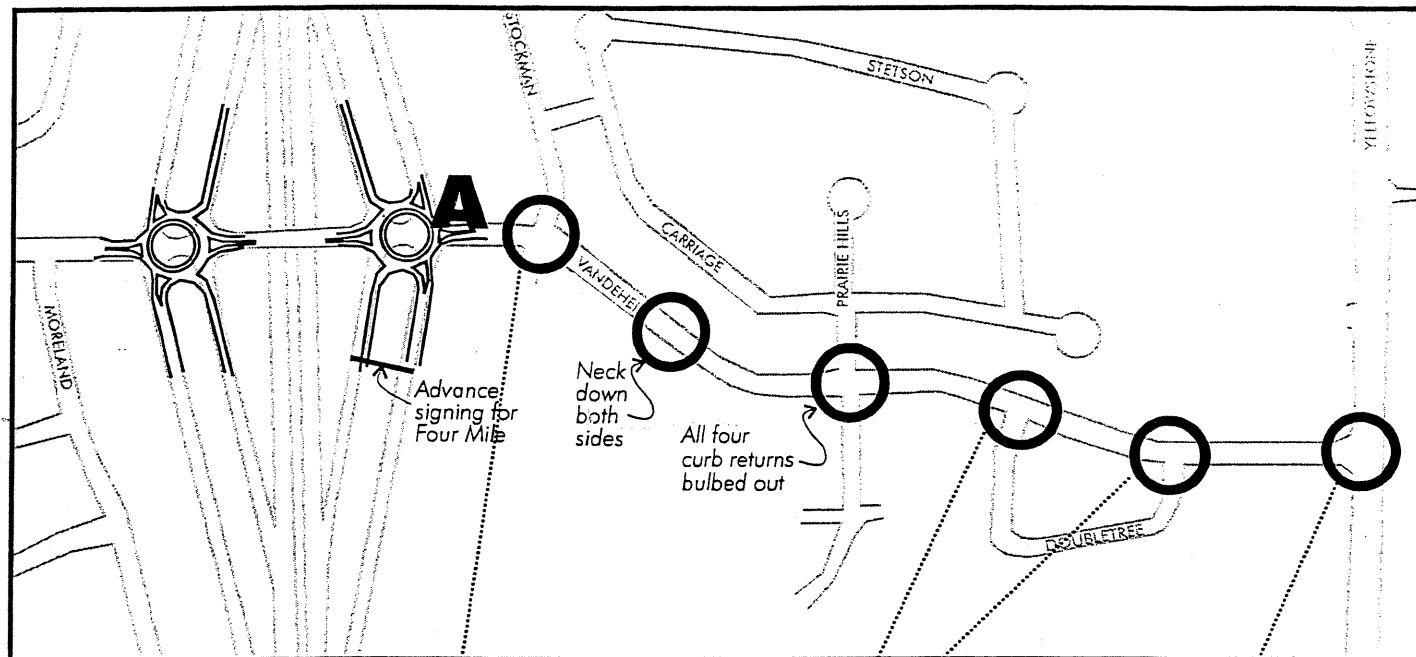 STOCKMAN
STETSON
YELLOWSTONE
A
CARRIAGE
PRAIRIE HILLS
VANDEHEI
MORELAND
Advance
signing for
Four Mile
Neck
down
both
sides
All four
curb returns
bulbed out
DOUBLETREE